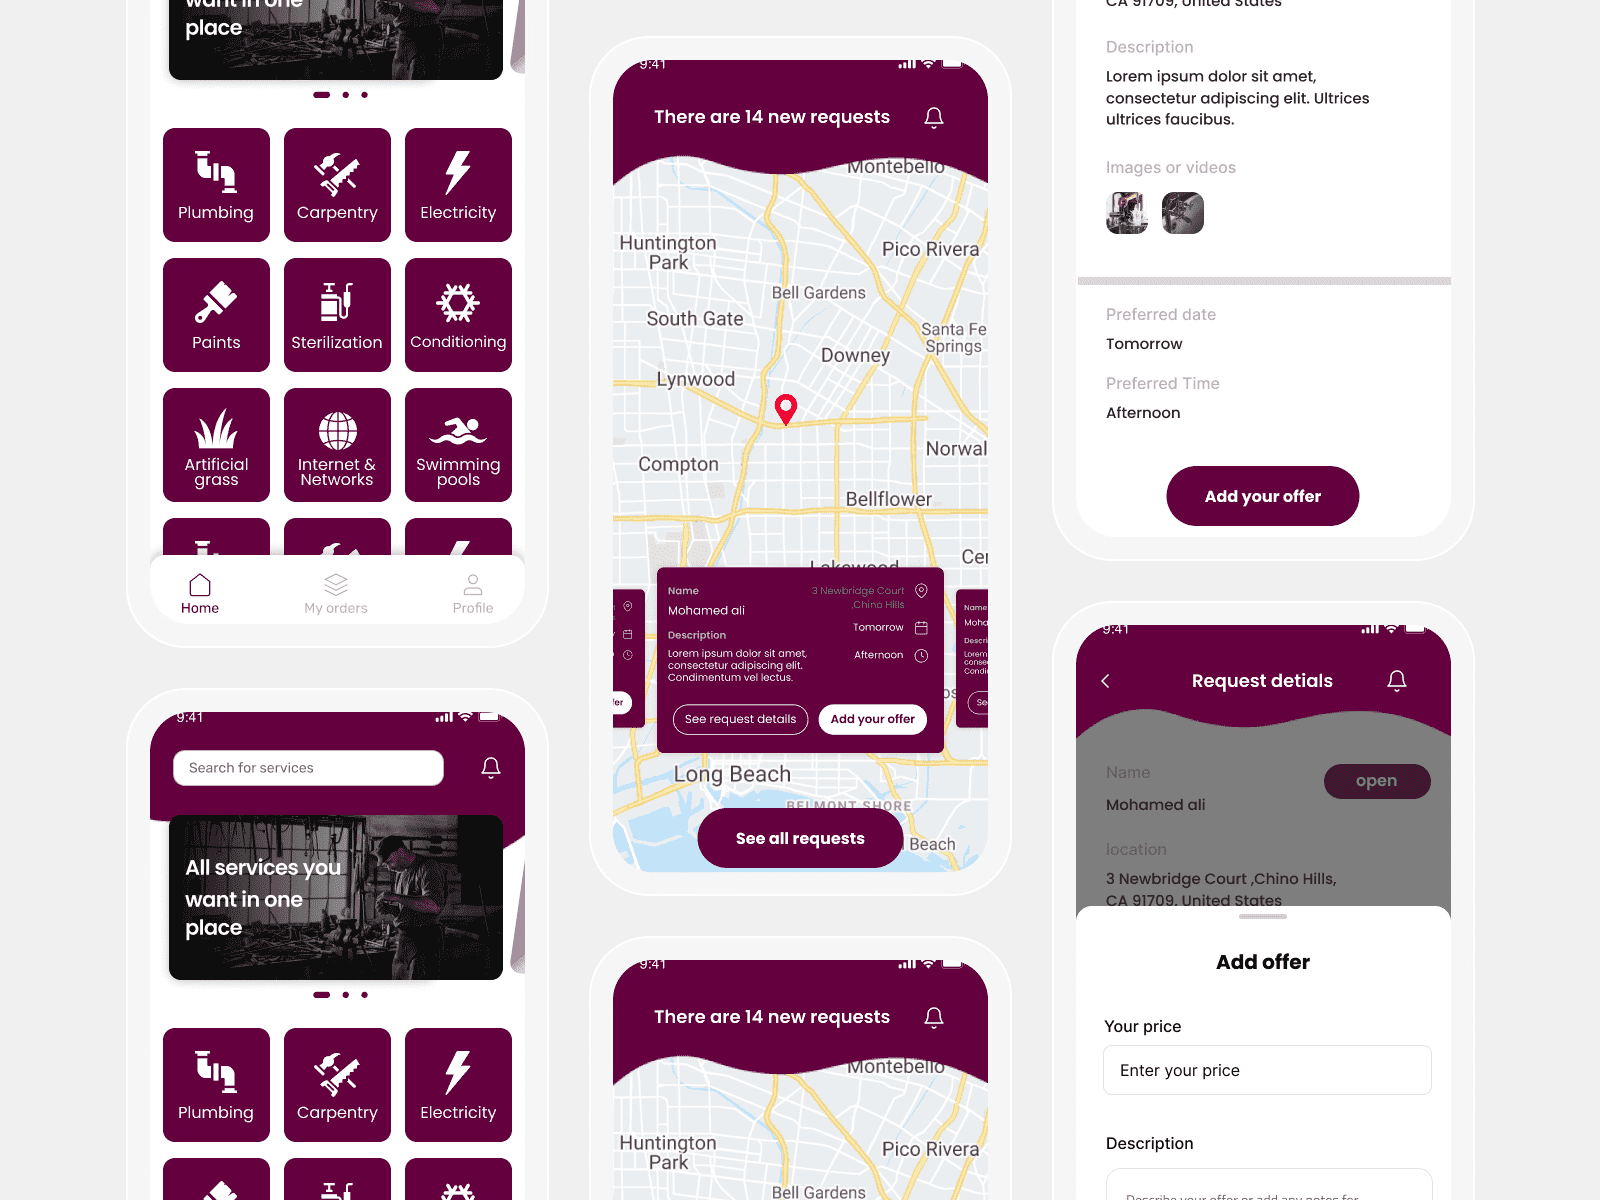 want in one
place
Plumbing
Carpentry
Electricity
Paints
Sterilization
Conditioning
Artificial
grass
Internet &
Networks
Swimming
pools
Home
My orders
Profile
9:41
Search for services
All services you
want in one
place
Plumbing
Carpentry
Electricity
9:41
There are 14 new requests
Montebello
Huntington
Park
Pico Rivera
Bell Gardens
South Gate
Santa Fe
Springs
Downey
Lynwood
Norwal
Compton
Bellflower
Lakewood
Cer
Name
Mohamed ali
3 Newbridge Court
,Chino Hills
Description
Tomorrow
Lorem ipsum dolor sit amet,
consectetur adipiscing elit.
Condimentum vel lectus.
Afternoon
See request details
Add your offer
fer
Name
Moha
Descri
Lorem
conse
Condi
Se
os
Long Beach
BELMONT SHORE
See all requests
l Beach
9:41
There are 14 new requests
Montebello
Huntington
Park
Pico Rivera
Bell Gardens
CA 91709, United States
Description
Lorem ipsum dolor sit amet,
consectetur adipiscing elit. Ultrices
ultrices faucibus.
Images or videos
Preferred date
Tomorrow
Preferred Time
Afternoon
Add your offer
9:41
Request detials
Name
open
Mohamed ali
location
3 Newbridge Court ,Chino Hills,
CA 91709, United States
Add offer
Your price
Enter your price
Description
Describe your offer or add any notes for